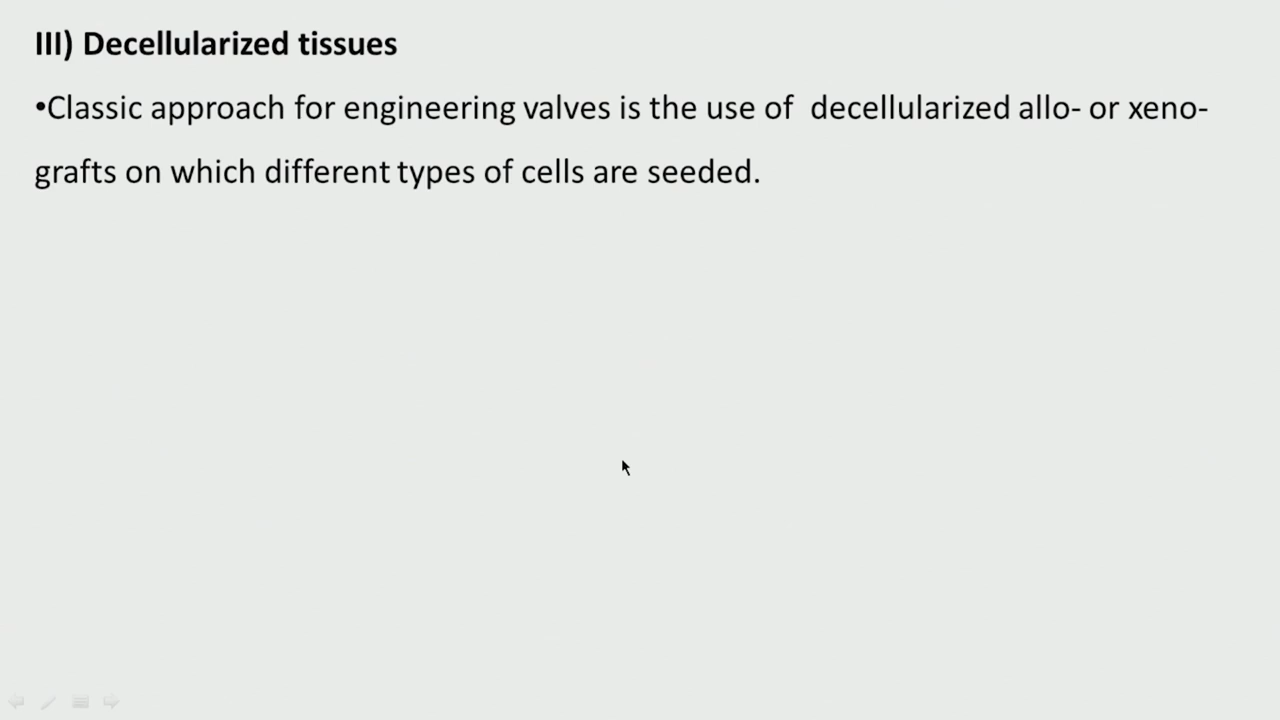 III) Decellularized tissues
•Classic approach for engineering valves is the use of decellularized allo- or xeno-
grafts on which different types of cells are seeded.